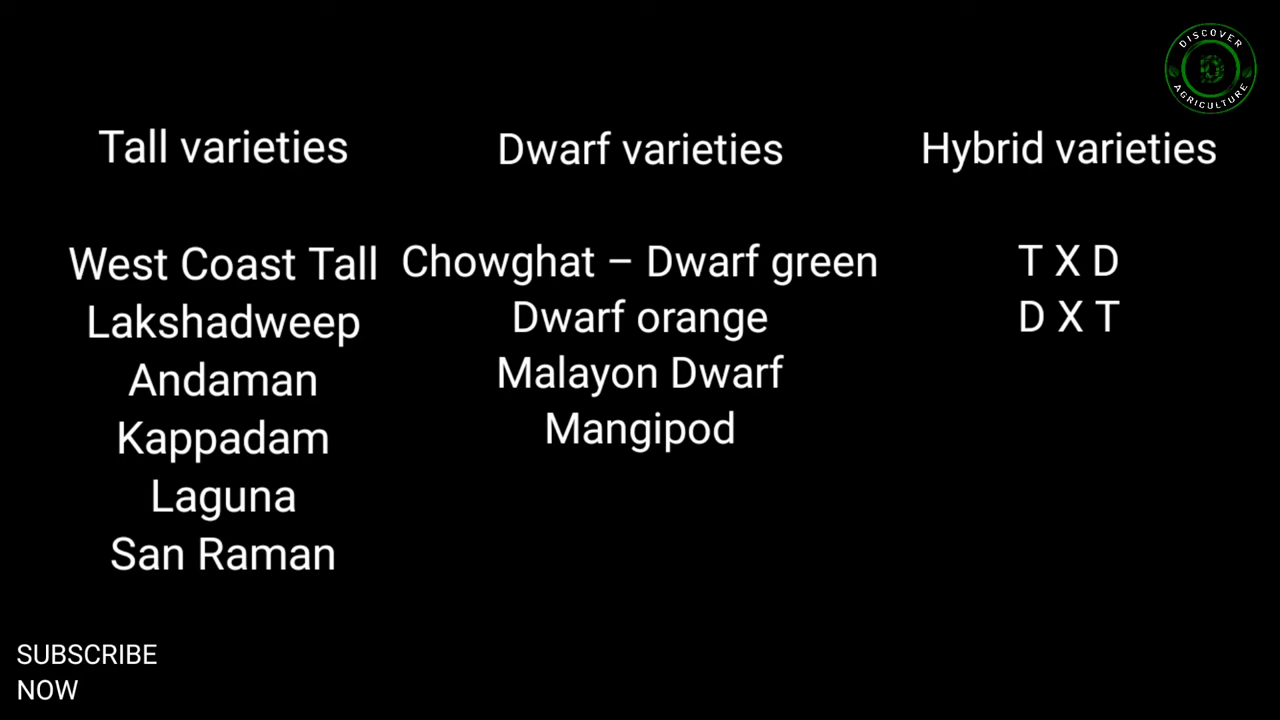 DISCOVER
D
AGRICULTURE
Tall varieties
West Coast Tall
Lakshadweep
Andaman
Kappadam
Laguna
San Raman
Dwarf varieties
Chowghat – Dwarf green
Dwarf orange
Malayon Dwarf
Mangipod
Hybrid varieties
T X D
D X T
SUBSCRIBE
NOW